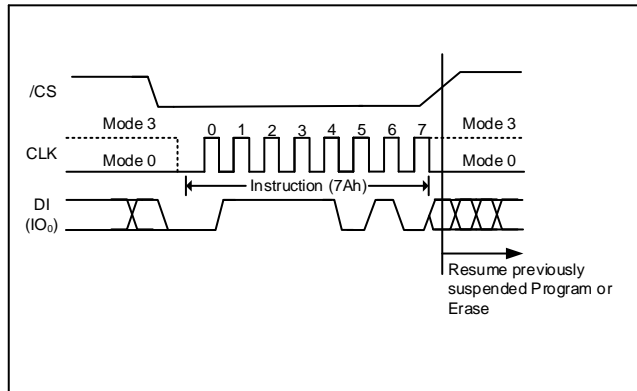 /CS
Mode 3 Mode 3
0 1 2 3 4 5 6 7
CLK
Mode 0 Mode 0
Instruction (7Ah)
DI
(IO₀)
Resume previously
suspended Program or
Erase